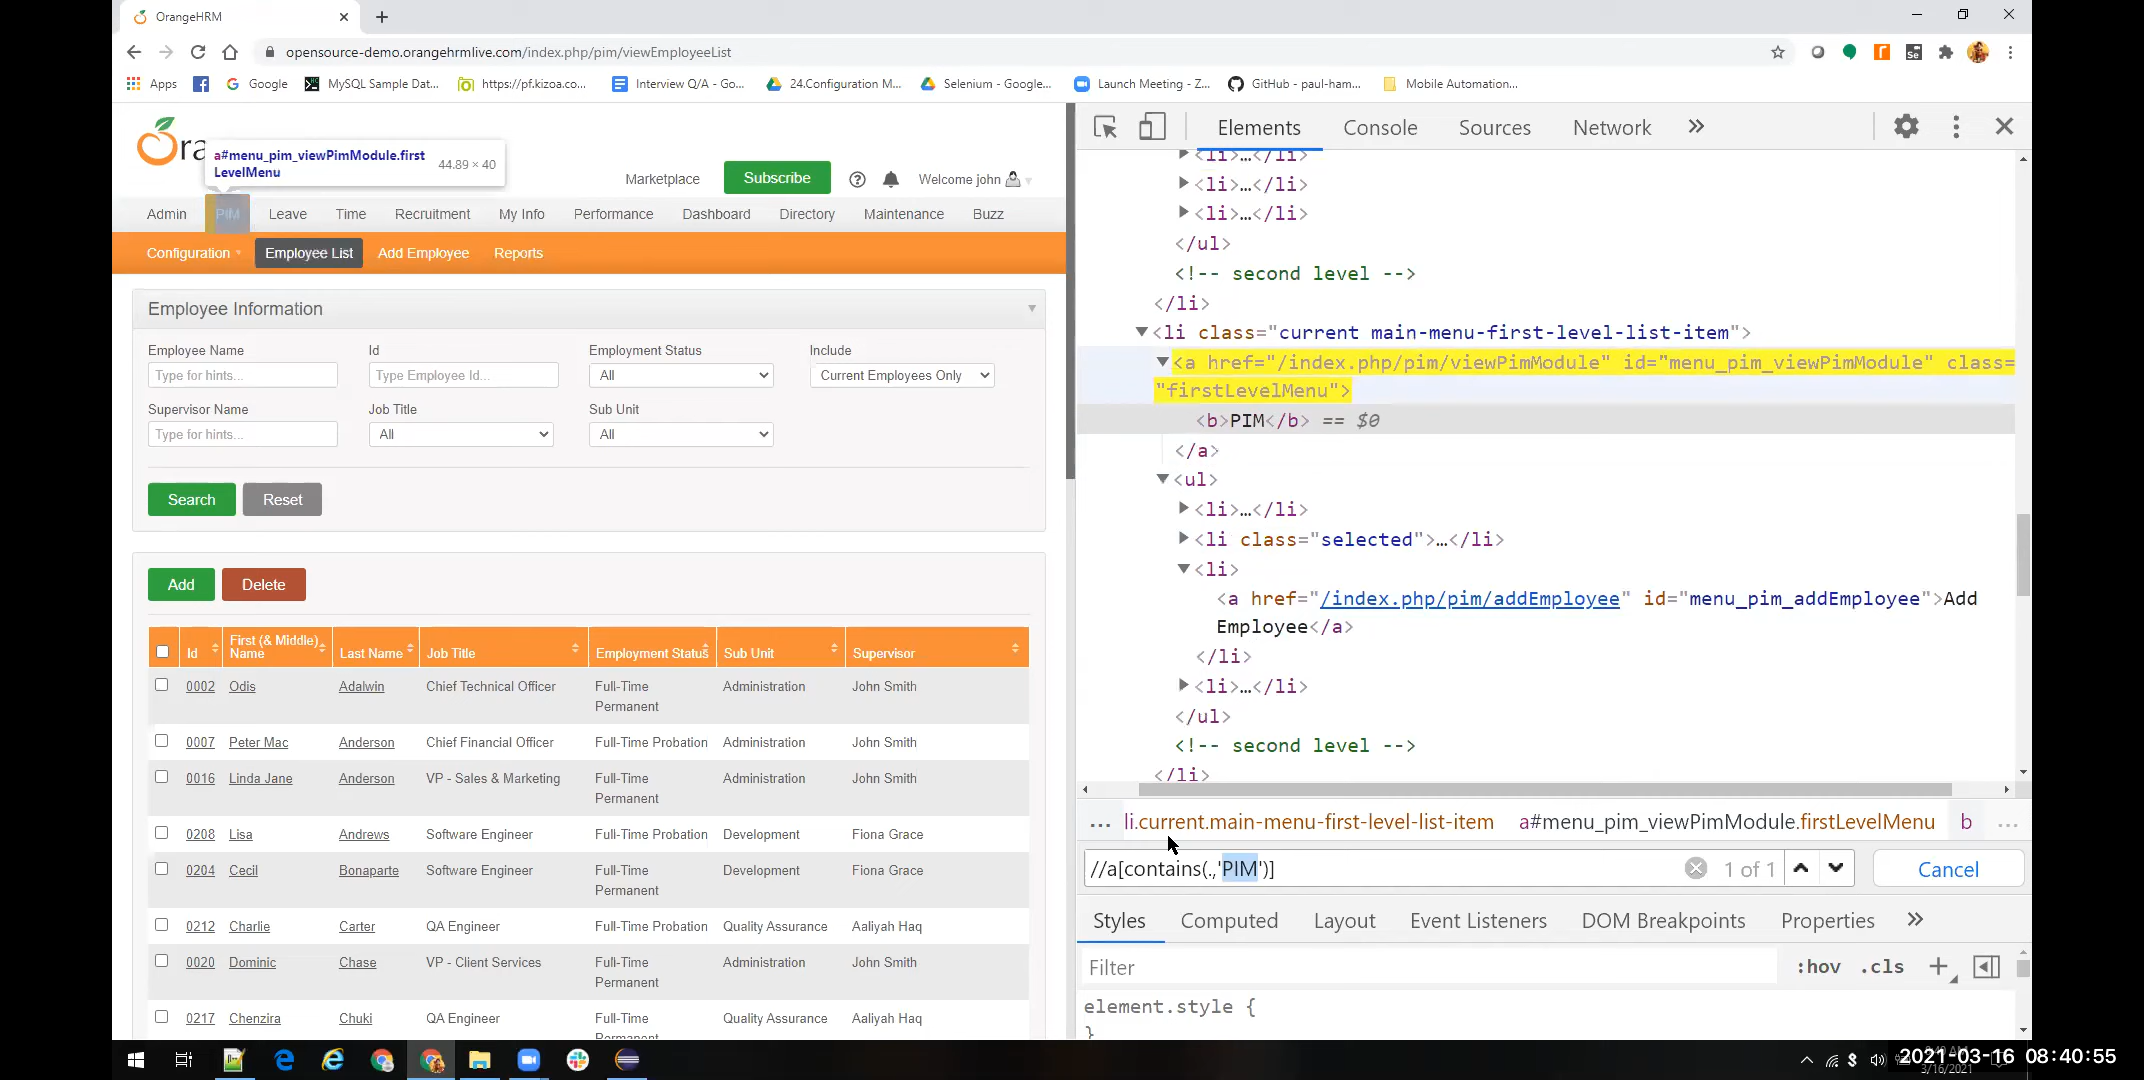 OrangeHRM
opensource-demo.orangehrmlive.com/index.php/pim/viewEmployeeList
Apps Google MySQL Sample Dat... https://pf.kizoa.co... Interview Q/A - Go... 24.Configuration M... Selenium - Google... Launch Meeting - Z... GitHub - paul-ham... Mobile Automation...
a#menu_pim_viewPimModule.first
LevelMenu
44.89 × 40
Marketplace Subscribe Welcome john
Admin PIM Leave Time Recruitment My Info Performance Dashboard Directory Maintenance Buzz
Configuration Employee List Add Employee Reports
Employee Information
Employee Name Id Employment Status Include
Type for hints... Type Employee Id... All Current Employees Only
Supervisor Name Job Title Sub Unit
Type for hints... All All
Search Reset
Add Delete
Id First (& Middle) Name Last Name Job Title Employment Status Sub Unit Supervisor
0002 Odis Adalwin Chief Technical Officer Full-Time Permanent Administration John Smith
0007 Peter Mac Anderson Chief Financial Officer Full-Time Probation Administration John Smith
0016 Linda Jane Anderson VP - Sales & Marketing Full-Time Permanent Administration John Smith
0208 Lisa Andrews Software Engineer Full-Time Probation Development Fiona Grace
0204 Cecil Bonaparte Software Engineer Full-Time Permanent Development Fiona Grace
0212 Charlie Carter QA Engineer Full-Time Probation Quality Assurance Aaliyah Haq
0020 Dominic Chase VP - Client Services Full-Time Permanent Administration John Smith
0217 Chenzira Chuki QA Engineer Full-Time Quality Assurance Aaliyah Haq
Elements Console Sources Network
<li>…</li>
<li>…</li>
<li>…</li>
</ul>
<!-- second level -->
</li>
<li class="current main-menu-first-level-list-item">
<a href="/index.php/pim/viewPimModule" id="menu_pim_viewPimModule" class=
"firstLevelMenu">
<b>PIM</b> == $0
</a>
<ul>
<li>…</li>
<li class="selected">…</li>
<li>
<a href="/index.php/pim/addEmployee" id="menu_pim_addEmployee">Add
Employee</a>
</li>
<li>…</li>
</ul>
<!-- second level -->
</li>
... li.current.main-menu-first-level-list-item a#menu_pim_viewPimModule.firstLevelMenu b ...
//a[contains(.,'PIM')] 1 of 1 Cancel
Styles Computed Layout Event Listeners DOM Breakpoints Properties
Filter :hov .cls
element.style {
}
2021-03-16 08:40:55
3/16/2021